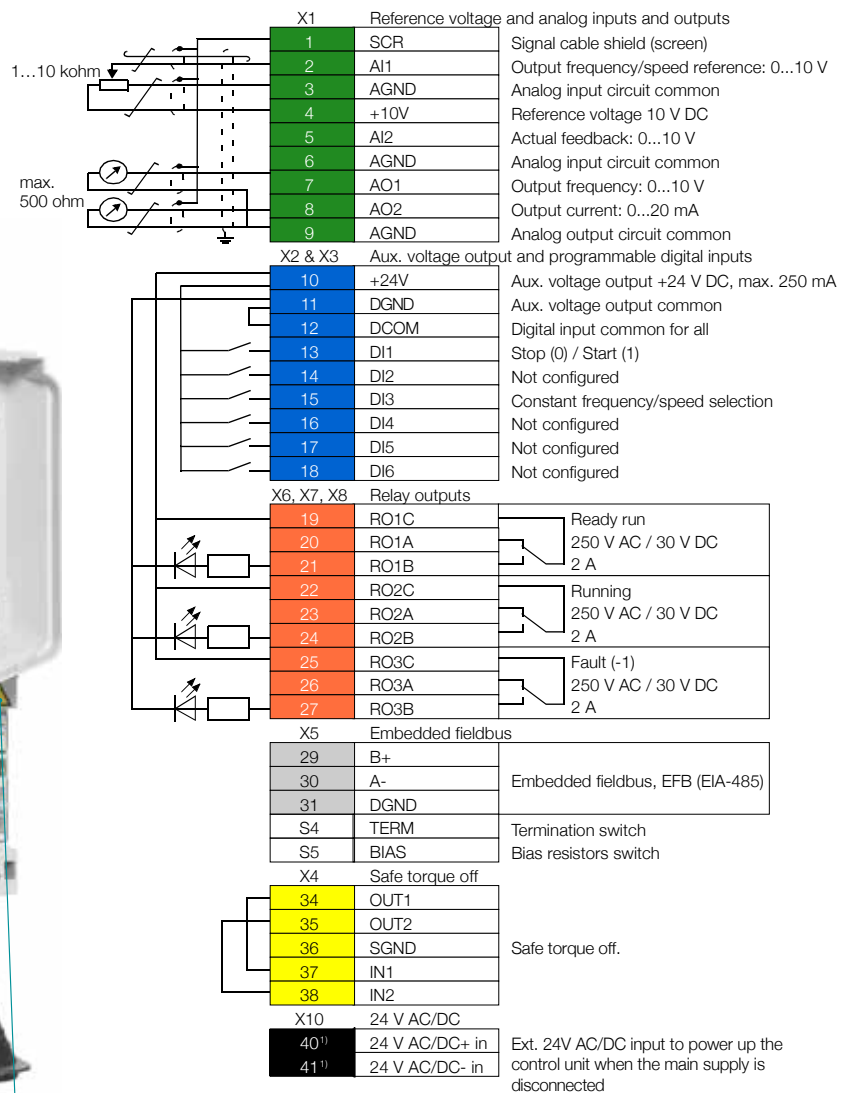 X1 Reference voltage and analog inputs and outputs
1 SCR Signal cable shield (screen)
1…10 kohm
2 AI1 Output frequency/speed reference: 0...10 V
3 AGND Analog input circuit common
4 +10V Reference voltage 10 V DC
5 AI2 Actual feedback: 0...10 V
6 AGND Analog input circuit common
max.
500 ohm
7 AO1 Output frequency: 0...10 V
8 AO2 Output current: 0...20 mA
9 AGND Analog output circuit common
X2 & X3 Aux. voltage output and programmable digital inputs
10 +24V Aux. voltage output +24 V DC, max. 250 mA
11 DGND Aux. voltage output common
12 DCOM Digital input common for all
13 DI1 Stop (0) / Start (1)
14 DI2 Not configured
15 DI3 Constant frequency/speed selection
16 DI4 Not configured
17 DI5 Not configured
18 DI6 Not configured
X6, X7, X8 Relay outputs
19 RO1C Ready run
20 RO1A 250 V AC / 30 V DC
21 RO1B 2 A
22 RO2C Running
23 RO2A 250 V AC / 30 V DC
24 RO2B 2 A
25 RO3C Fault (-1)
26 RO3A 250 V AC / 30 V DC
27 RO3B 2 A
X5 Embedded fieldbus
29 B+
30 A- Embedded fieldbus, EFB (EIA-485)
31 DGND
S4 TERM Termination switch
S5 BIAS Bias resistors switch
X4 Safe torque off
34 OUT1
35 OUT2
36 SGND Safe torque off.
37 IN1
38 IN2
X10 24 V AC/DC
40 1) 24 V AC/DC+ in Ext. 24V AC/DC input to power up the
41 1) 24 V AC/DC- in control unit when the main supply is
disconnected